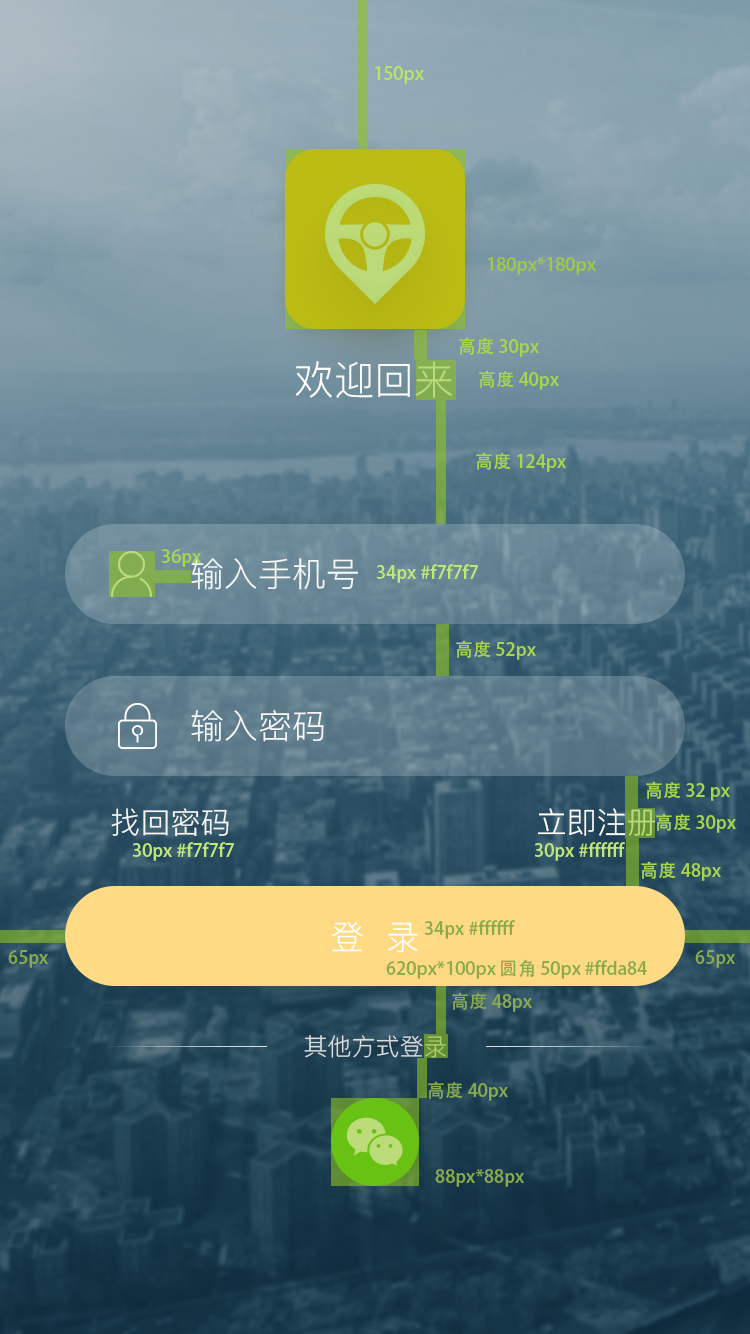 150px
180px*180px
高度 30px
欢迎回来
高度 40px
高度 124px
36px
输入手机号
34px #f7f7f7
高度 52px
输入密码
高度 32 px
找回密码
立即注册
高度 30px
30px #f7f7f7
30px #ffffff
高度 48px
登 录
34px #ffffff
65px
65px
620px*100px 圆角 50px #ffda84
高度 48px
其他方式登录
高度 40px
88px*88px